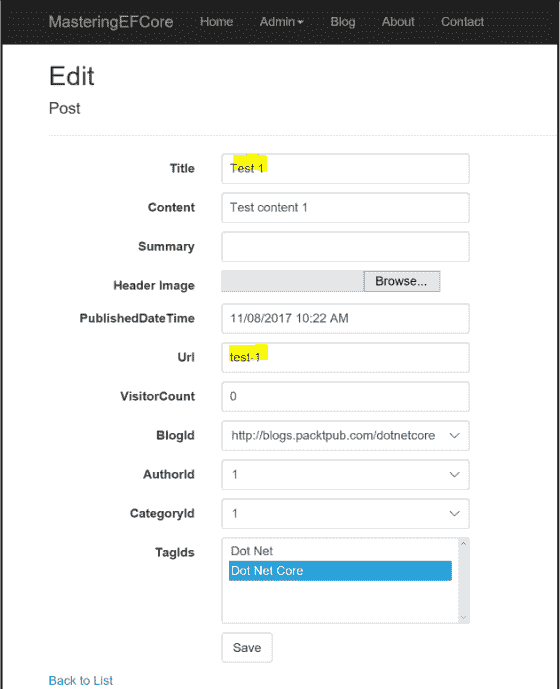 MasteringEFCore Home Admin Blog About Contact
Edit
Post
Title Test 1
Content Test content 1
Summary
Header Image Browse...
PublishedDateTime 11/08/2017 10:22 AM
Url test-1
VisitorCount 0
BlogId http://blogs.packtpub.com/dotnetcore
AuthorId 1
CategoryId 1
TagIds Dot Net
Dot Net Core
Save
Back to List